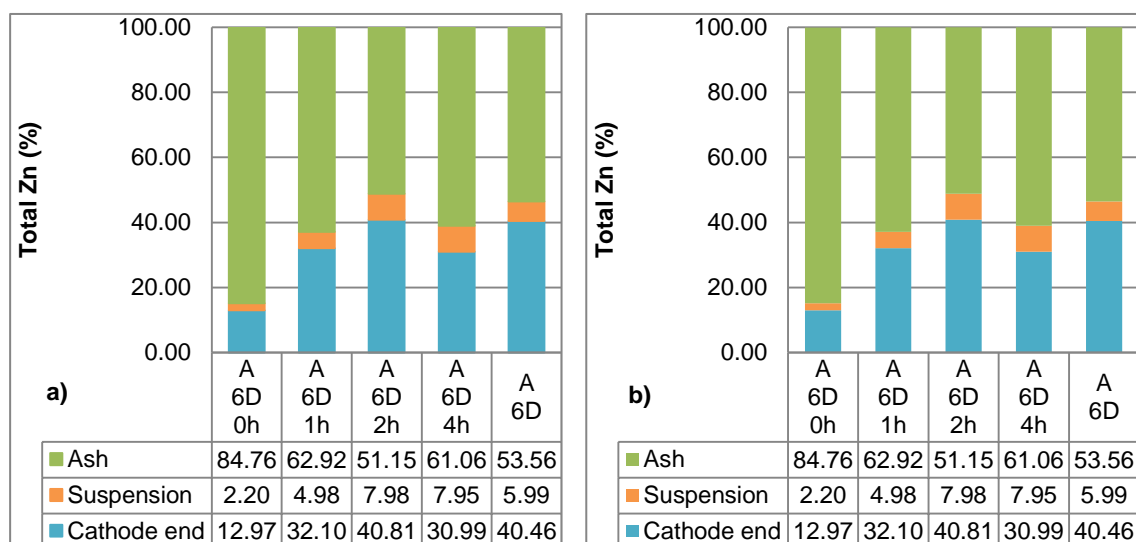 Total Zn (%)
100.00
80.00
60.00
40.00
20.00
0.00
a)
A 6D 0h
A 6D 1h
A 6D 2h
A 6D 4h
A 6D
Ash 84.76 62.92 51.15 61.06 53.56
Suspension 2.20 4.98 7.98 7.95 5.99
Cathode end 12.97 32.10 40.81 30.99 40.46
Total Zn (%)
100.00
80.00
60.00
40.00
20.00
0.00
b)
A 6D 0h
A 6D 1h
A 6D 2h
A 6D 4h
A 6D
Ash 84.76 62.92 51.15 61.06 53.56
Suspension 2.20 4.98 7.98 7.95 5.99
Cathode end 12.97 32.10 40.81 30.99 40.46